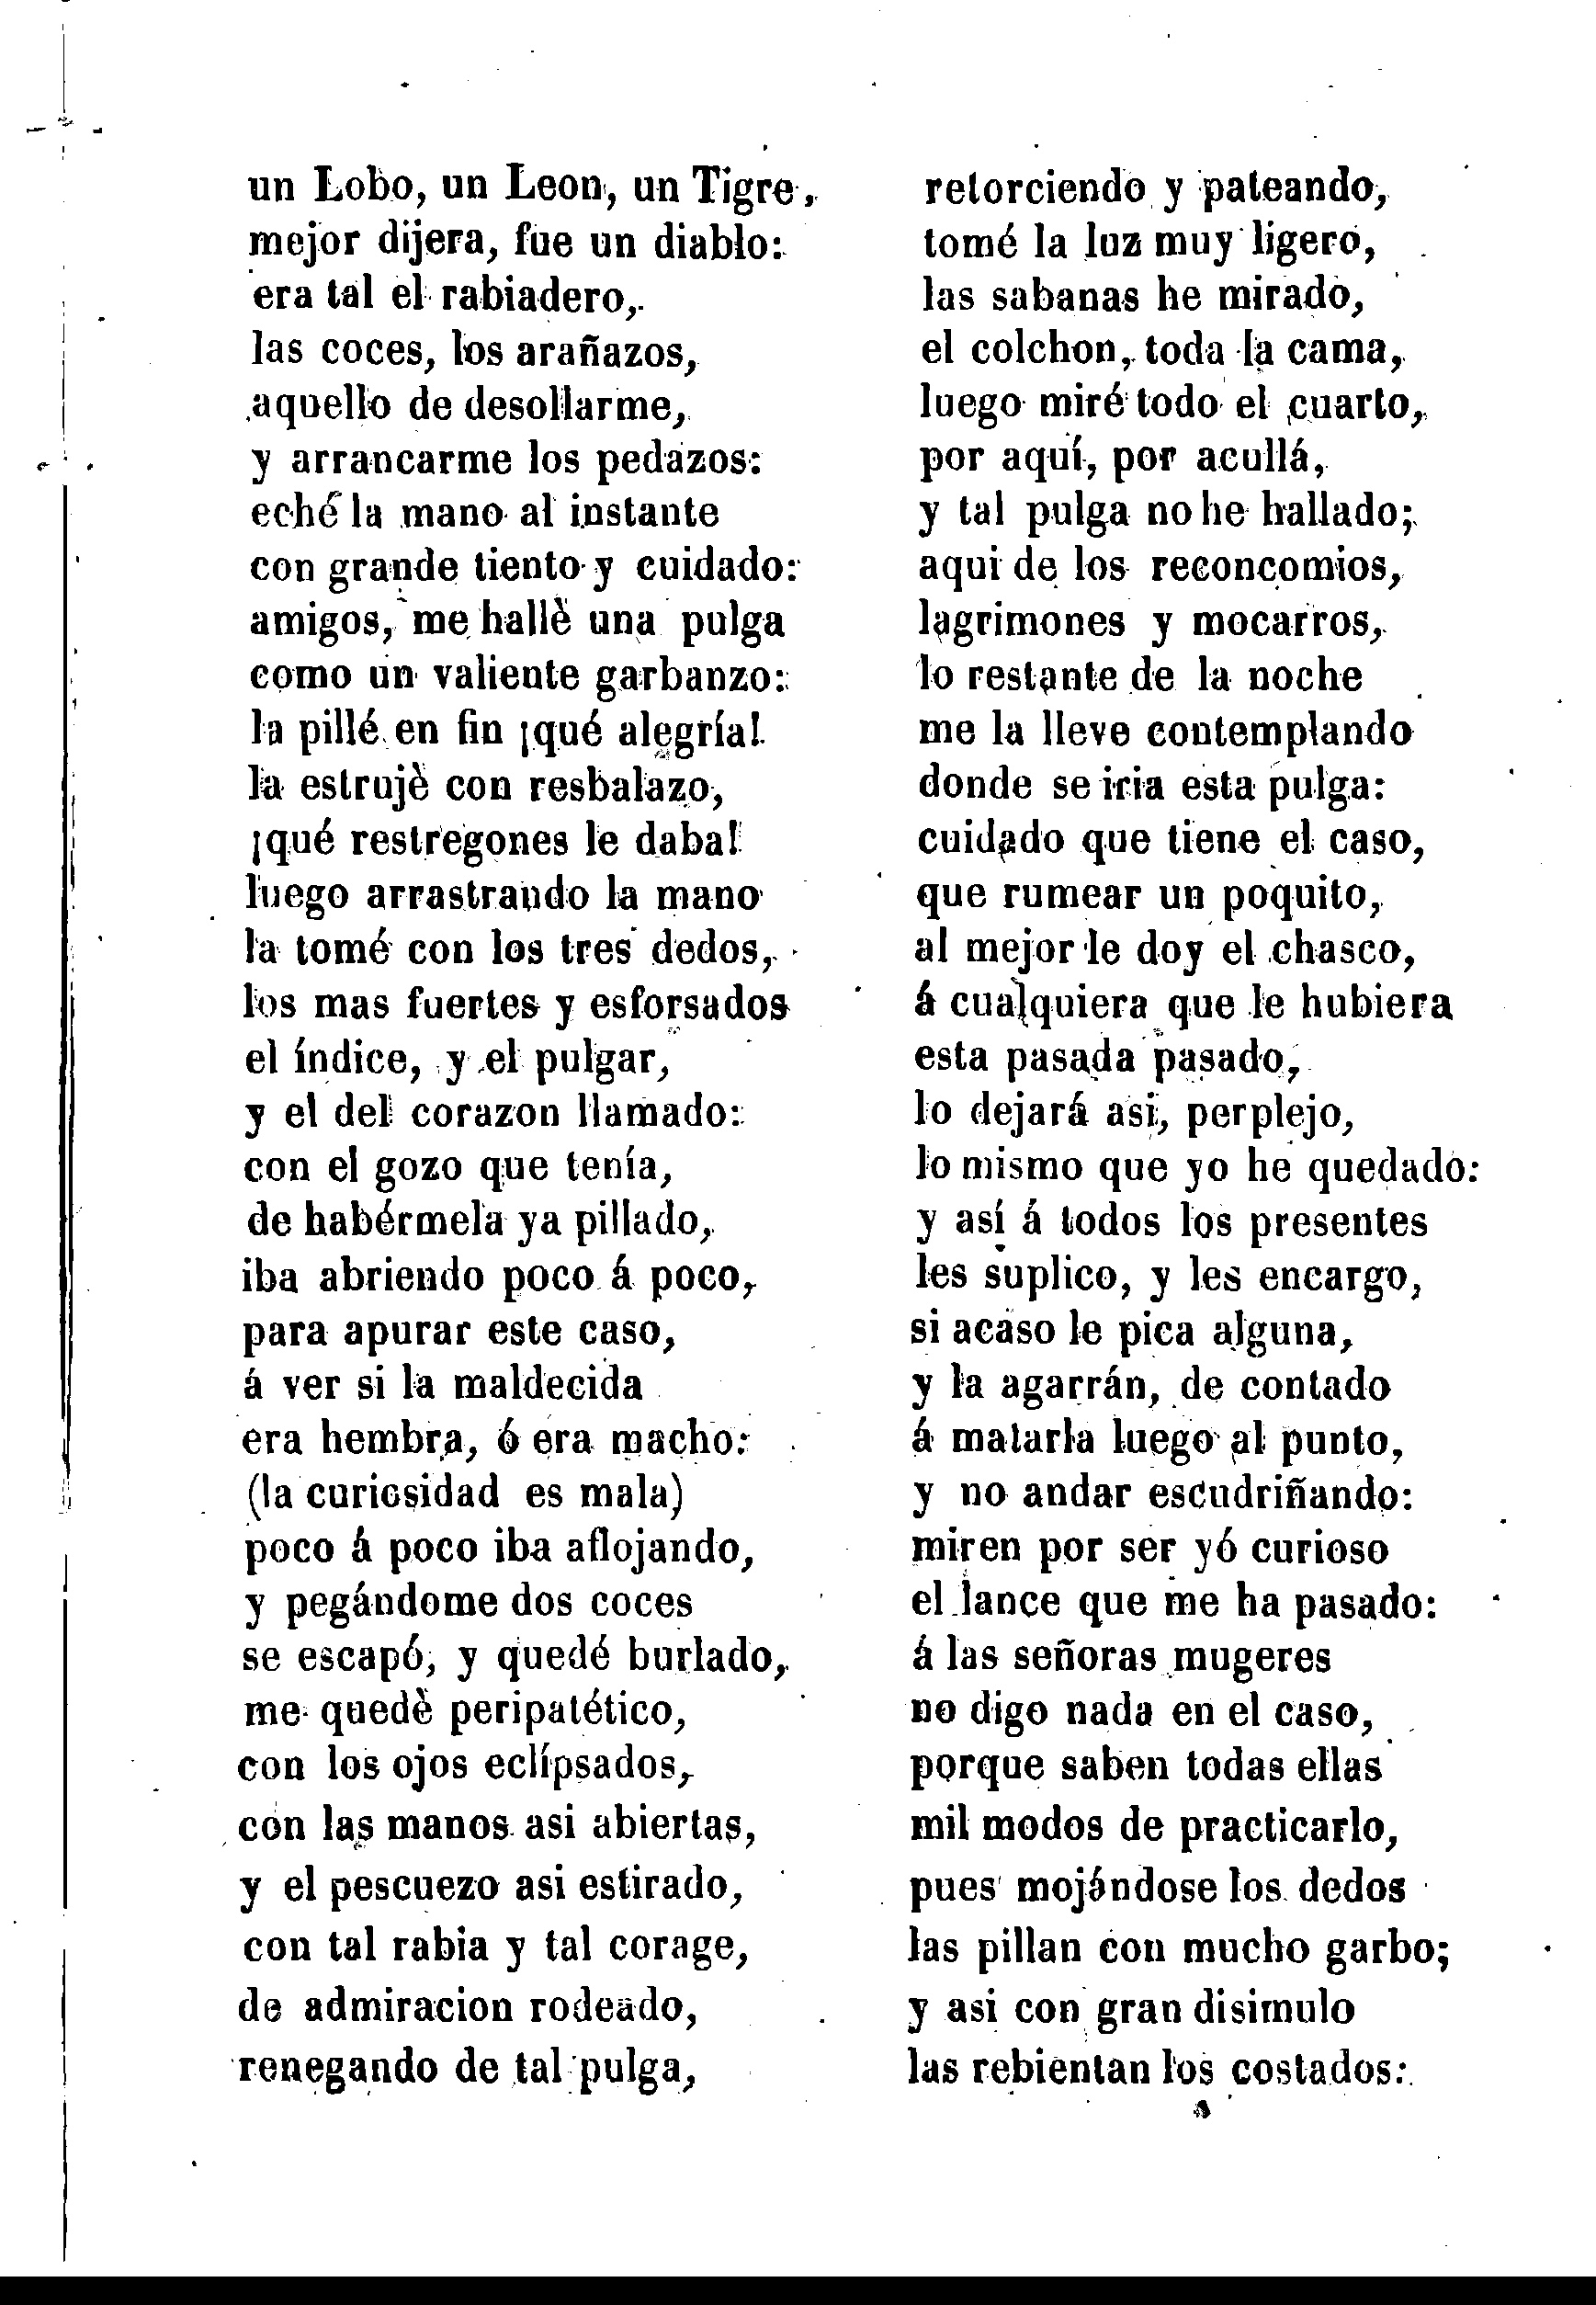 un Lobo, un Leon, un Tigre,
mejor dijera, fue un diablo:
era tal el rabiadero,
las coces, los arañazos,
aquello de desollarme,
y arrancarme los pedazos:
eché la mano al instante
con grande tiento y cuidado:
amigos, me hallè una pulga
como un valiente garbanzo:
la pillé en fin ¡qué alegría!
la estrujè con resbalazo,
¡qué restregones le daba!
luego arrastrando la mano
la tomé con los tres dedos,
los mas fuertes y esforsados
el índice, y el pulgar,
y el del corazon llamado:
con el gozo que tenía,
de habérmela ya pillado,
iba abriendo poco á poco,
para apurar este caso,
á ver si la maldecida
era hembra, ó era macho:
(la curiosidad es mala)
poco á poco iba aflojando,
y pegándome dos coces
se escapó, y quedé burlado,
me quedè peripatético,
con los ojos eclípsados,
con las manos asi abiertas,
y el pescuezo asi estirado,
con tal rabia y tal corage,
de admiracion rodeado,
renegando de tal pulga,
retorciendo y pateando,
tomé la luz muy ligero,
las sabanas he mirado,
el colchon, toda la cama,
luego miré todo el cuarto,
por aquí, por acullá,
y tal pulga no he hallado;
aqui de los reconcomios,
lagrimones y mocarros,
lo restante de la noche
me la lleve contemplando
donde se iria esta pulga:
cuidado que tiene el caso,
que rumear un poquito,
al mejor le doy el chasco,
á cualquiera que le hubiera
esta pasada pasado,
lo dejará asi, perplejo,
lo mismo que yo he quedado:
y así á todos los presentes
les suplico, y les encargo,
si acaso le pica alguna,
y la agarrán, de contado
á matarla luego al punto,
y no andar escudriñando:
miren por ser yó curioso
el lance que me ha pasado:
á las señoras mugeres
no digo nada en el caso,
porque saben todas ellas
mil modos de practicarlo,
pues mojándose los dedos
las pillan con mucho garbo;
y asi con gran disimulo
las rebientan los costados: